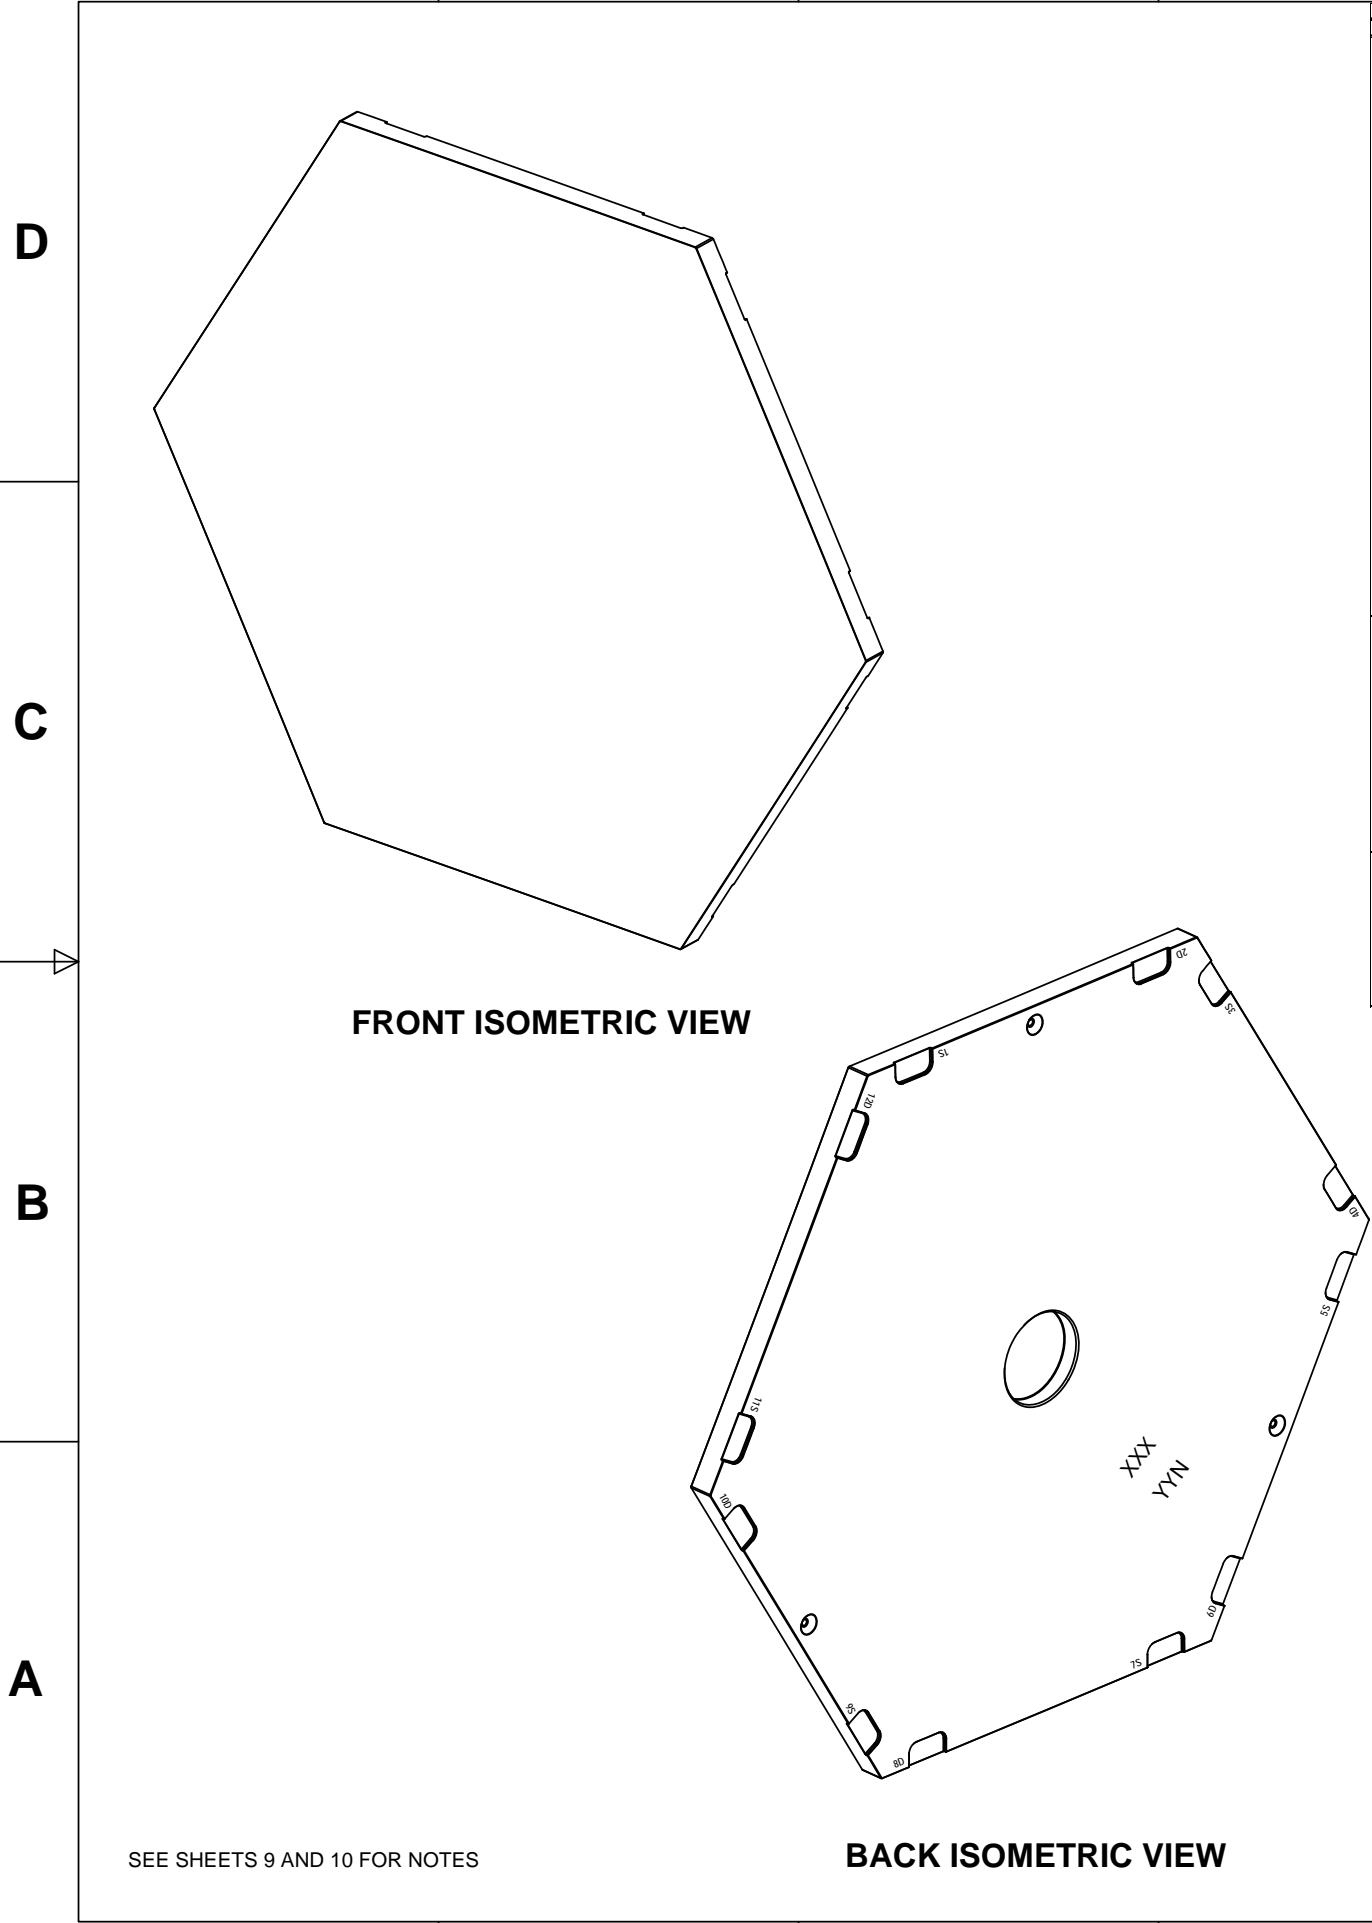 D
C
FRONT ISOMETRIC VIEW
2D
3S
1S
12D
B
4D
5S
11S
XXX
YYN
10D
6D
A
7S
9S
8D
SEE SHEETS 9 AND 10 FOR NOTES
BACK ISOMETRIC VIEW